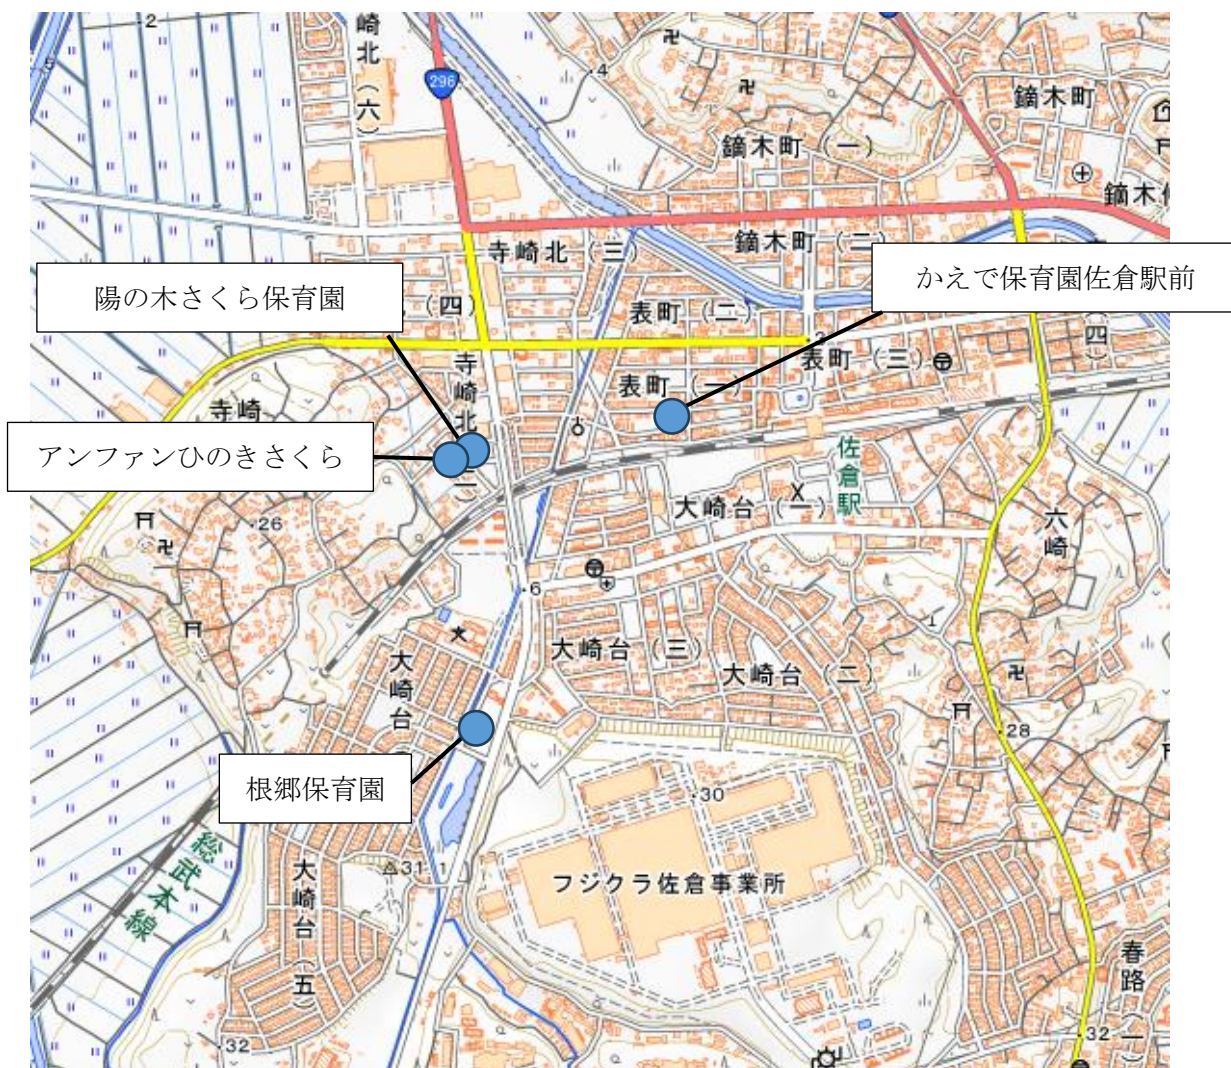 2
崎北(六)
296
4
鏑木町
鏑木町(一)
寺崎北(三)
鏑木町(二)
陽の木さくら保育園
かえで保育園佐倉駅前
(四)
表町(二)
(四)
表町(三)
寺崎北(二)
表町(一)
寺崎
アンファンひのきさくら
佐倉駅
26
大崎台(一)
六崎
6
大崎台(三)
大崎台(二)
大崎台
28
根郷保育園
30
総武本線
31.1
フジクラ佐倉事業所
大崎台(五)
春路(一)
32
32